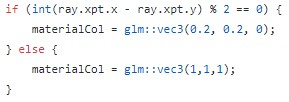 if (int(ray.xpt.x - ray.xpt.y) % 2 == 0) {
    materialCol = glm::vec3(0.2, 0.2, 0);
} else {
    materialCol = glm::vec3(1,1,1);
}